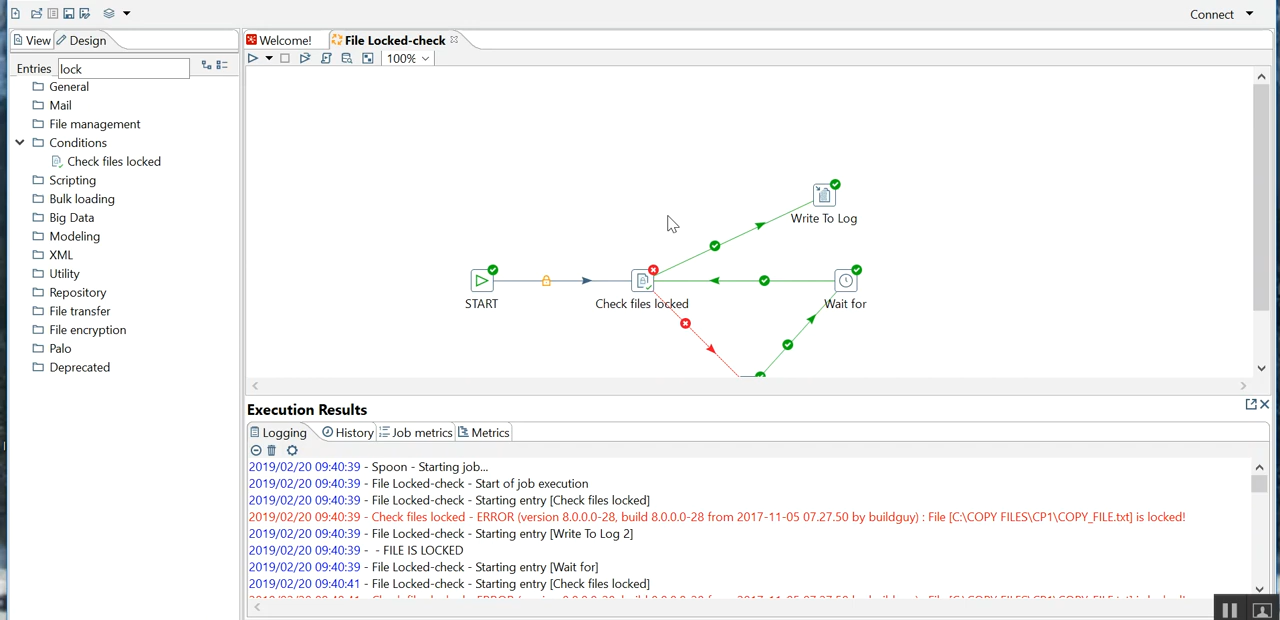 Connect
View Design
Welcome! File Locked-check
Entries lock
100%
General
Mail
File management
Conditions
Check files locked
Scripting
Bulk loading
Big Data
Modeling
XML
Utility
Repository
File transfer
File encryption
Palo
Deprecated
Write To Log
START
Check files locked
Wait for
Execution Results
Logging History Job metrics Metrics
2019/02/20 09:40:39 - Spoon - Starting job...
2019/02/20 09:40:39 - File Locked-check - Start of job execution
2019/02/20 09:40:39 - File Locked-check - Starting entry [Check files locked]
2019/02/20 09:40:39 - Check files locked - ERROR (version 8.0.0.0-28, build 8.0.0.0-28 from 2017-11-05 07.27.50 by buildguy) : File [C:\COPY FILES\CP1\COPY_FILE.txt] is locked!
2019/02/20 09:40:39 - File Locked-check - Starting entry [Write To Log 2]
2019/02/20 09:40:39 - - FILE IS LOCKED
2019/02/20 09:40:39 - File Locked-check - Starting entry [Wait for]
2019/02/20 09:40:41 - File Locked-check - Starting entry [Check files locked]